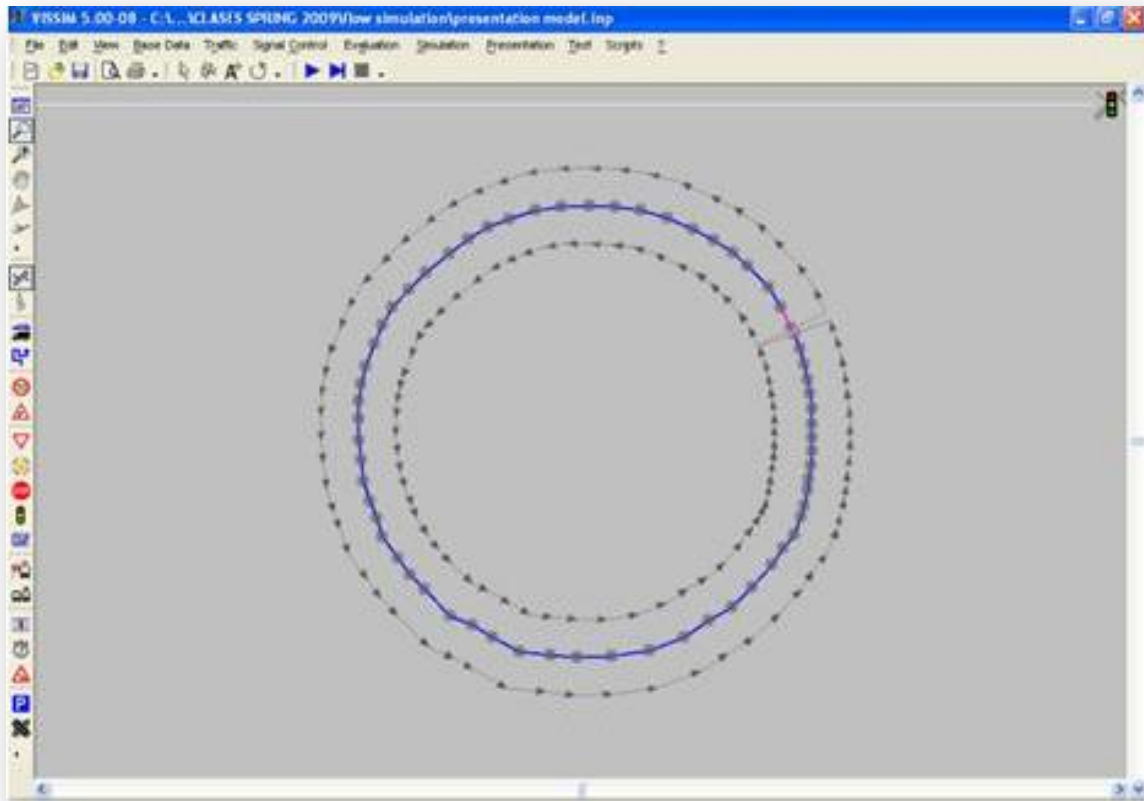 VISSIM 5.00-08 - C:\...\CLASES SPRING 2009\flow simulation\presentation model.inp
File Edit View Base Data Traffic Signal Control Evaluation Simulation Presentation Test Scripts ?